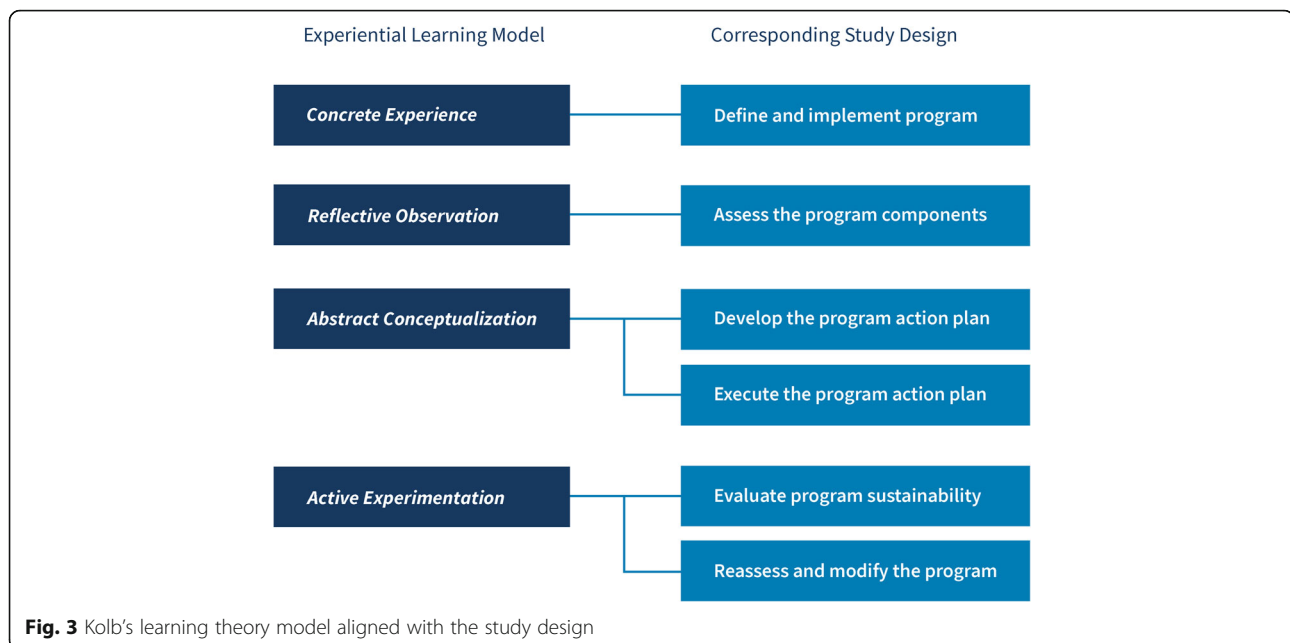 Experiential Learning Model
Corresponding Study Design
Concrete Experience
Define and implement program
Reflective Observation
Assess the program components
Abstract Conceptualization
Develop the program action plan
Execute the program action plan
Active Experimentation
Evaluate program sustainability
Reassess and modify the program
Fig. 3 Kolb's learning theory model aligned with the study design